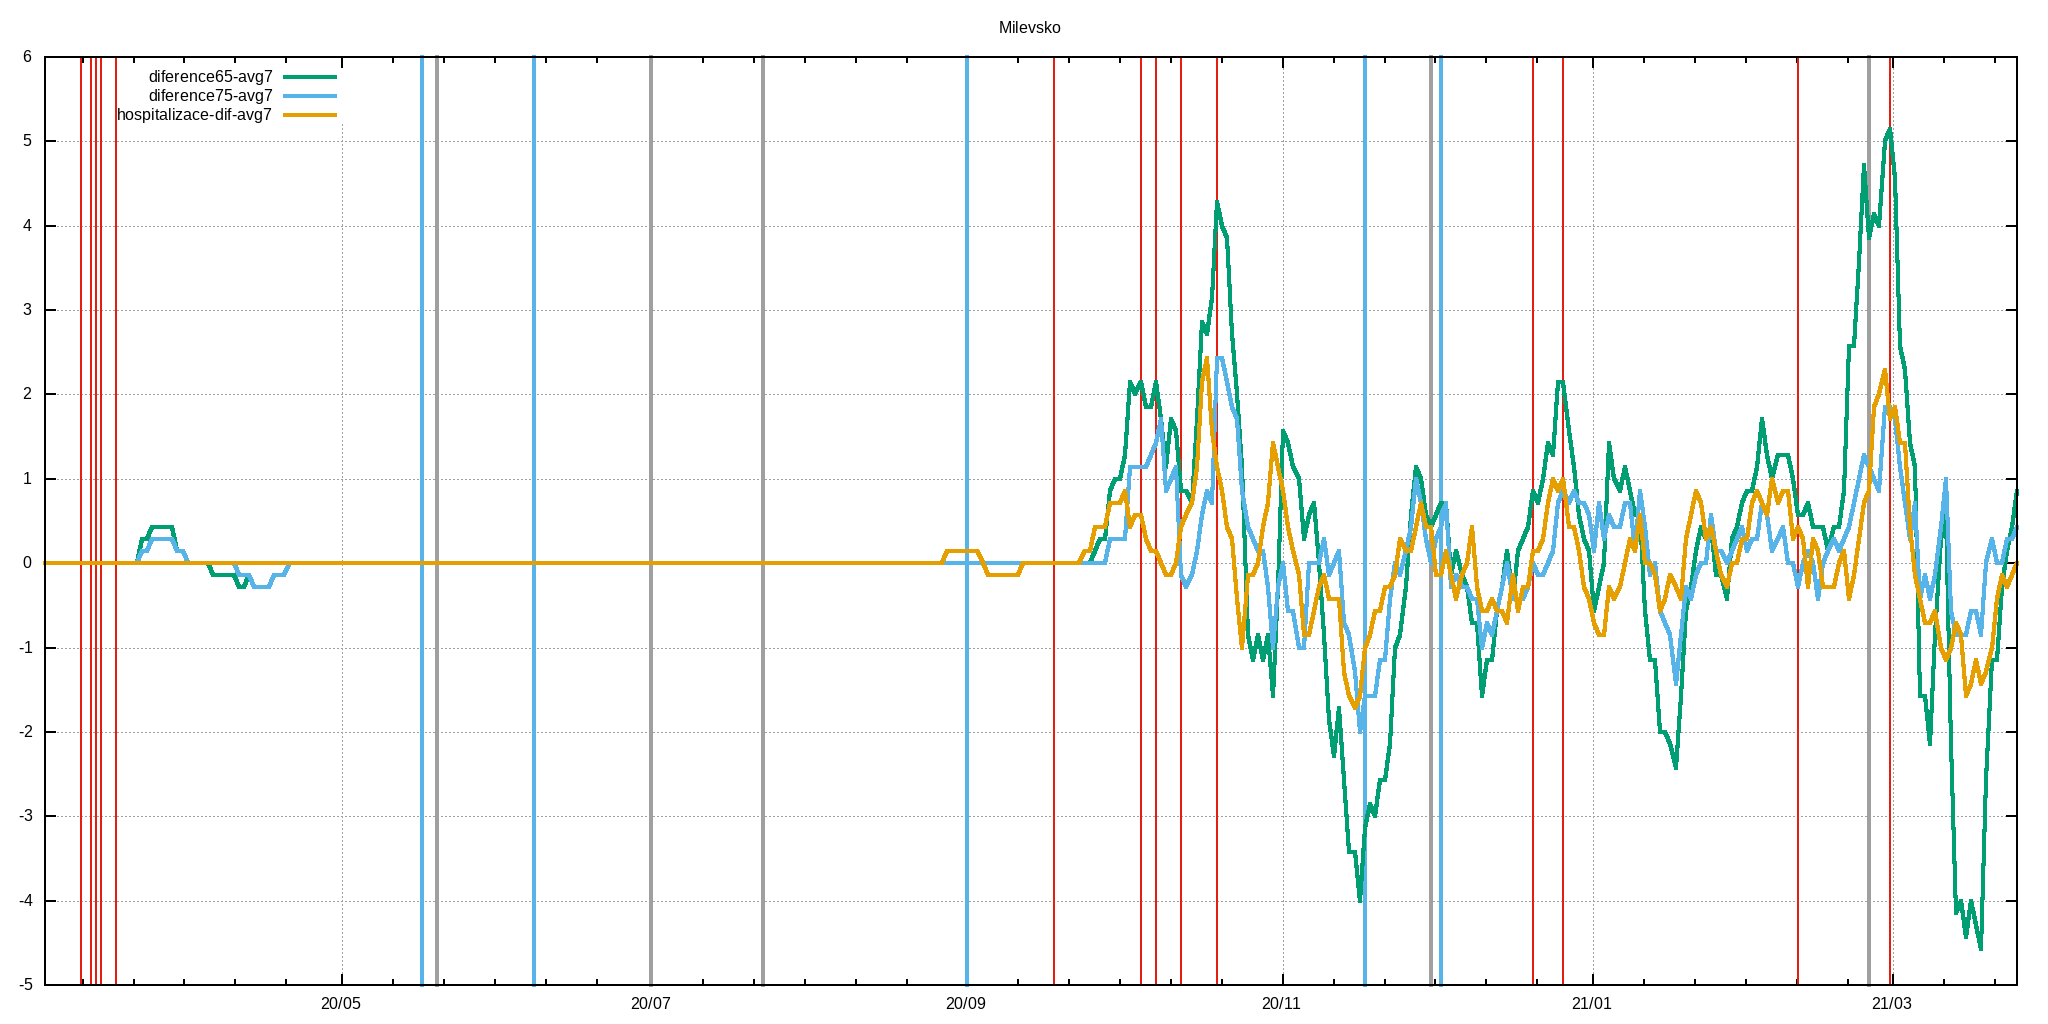 Milevsko
6
diference65-avg7
diference75-avg7
hospitalizace-dif-avg7
5
4
3
2
1
0
-1
-2
-3
-4
-5
20/05 20/07 20/09 20/11 21/01 21/03